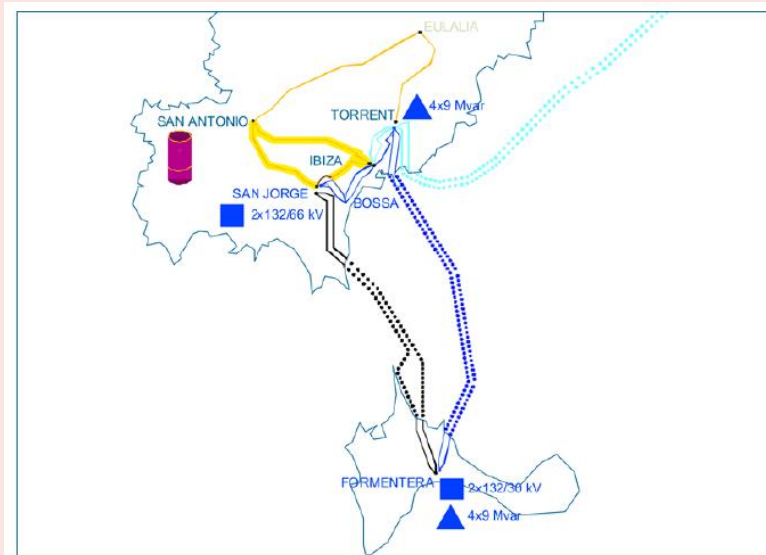 EULALIA
TORRENT
4x9 Mvar
SAN ANTONIO
IBIZA
SAN JORGE
BOSSA
2x132/66 kV
FORMENTERA
2x132/30 kV
4x9 Mvar